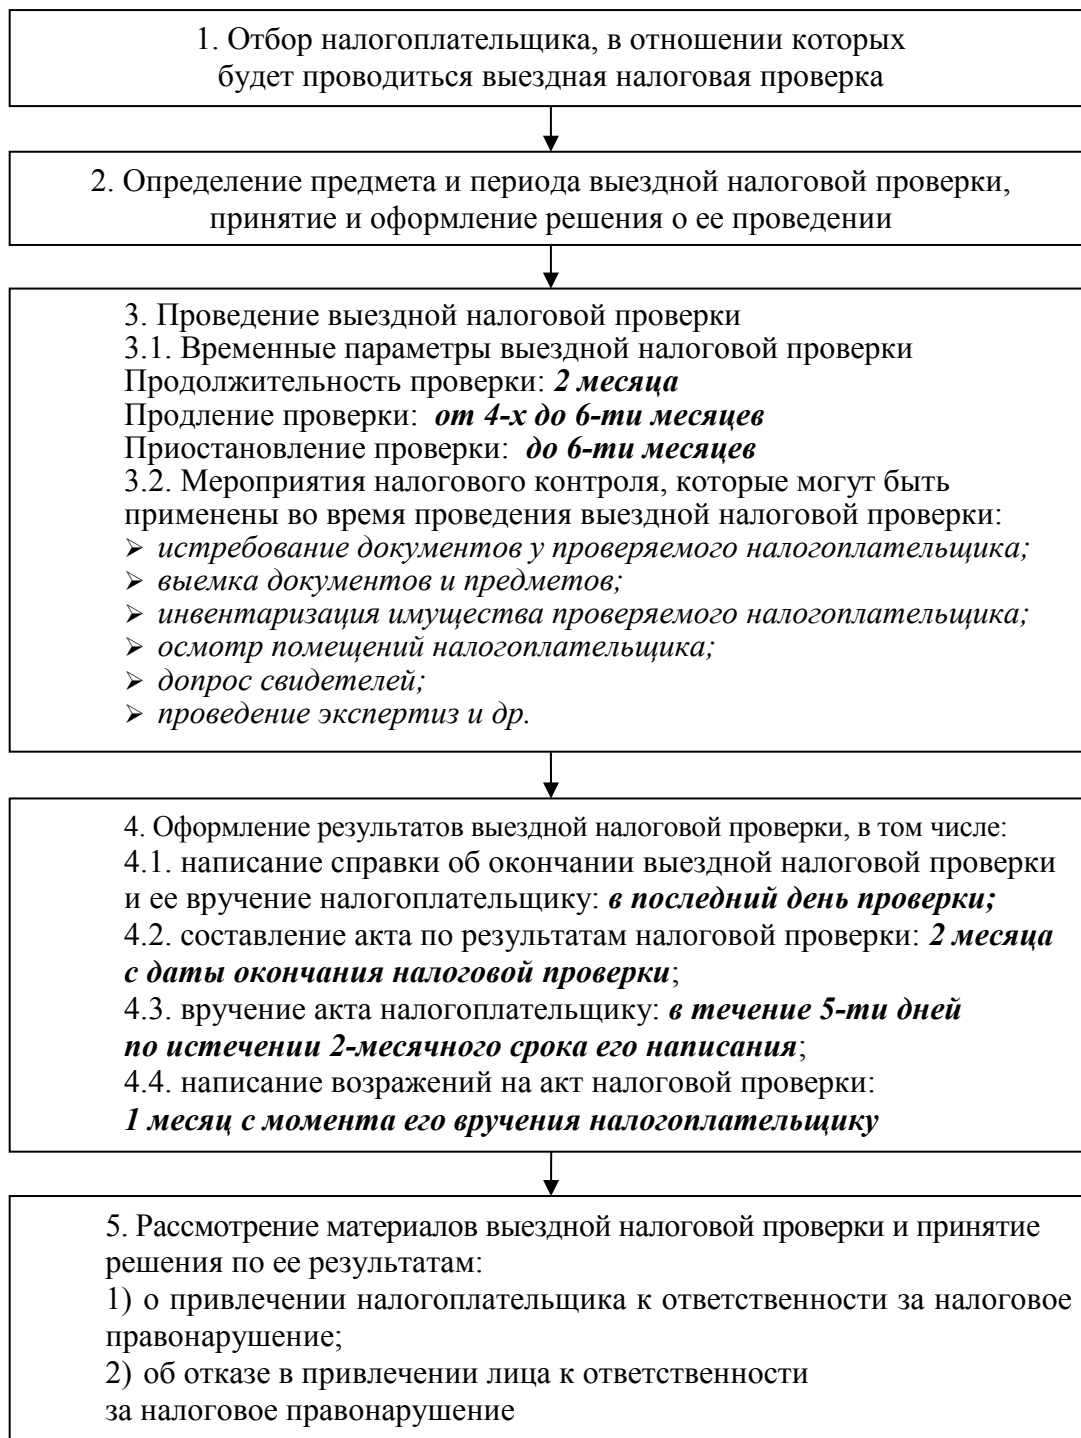 1. Отбор налогоплательщика, в отношении которых
будет проводиться выездная налоговая проверка
2. Определение предмета и периода выездной налоговой проверки,
принятие и оформление решения о ее проведении
3. Проведение выездной налоговой проверки
3.1. Временные параметры выездной налоговой проверки
Продолжительность проверки: 2 месяца
Продление проверки: от 4-х до 6-ти месяцев
Приостановление проверки: до 6-ти месяцев
3.2. Мероприятия налогового контроля, которые могут быть
применены во время проведения выездной налоговой проверки:
➢ истребование документов у проверяемого налогоплательщика;
➢ выемка документов и предметов;
➢ инвентаризация имущества проверяемого налогоплательщика;
➢ осмотр помещений налогоплательщика;
➢ допрос свидетелей;
➢ проведение экспертиз и др.
4. Оформление результатов выездной налоговой проверки, в том числе:
4.1. написание справки об окончании выездной налоговой проверки
и ее вручение налогоплательщику: в последний день проверки;
4.2. составление акта по результатам налоговой проверки: 2 месяца
с даты окончания налоговой проверки;
4.3. вручение акта налогоплательщику: в течение 5-ти дней
по истечении 2-месячного срока его написания;
4.4. написание возражений на акт налоговой проверки:
1 месяц с момента его вручения налогоплательщику
5. Рассмотрение материалов выездной налоговой проверки и принятие
решения по ее результатам:
1) о привлечении налогоплательщика к ответственности за налоговое
правонарушение;
2) об отказе в привлечении лица к ответственности
за налоговое правонарушение